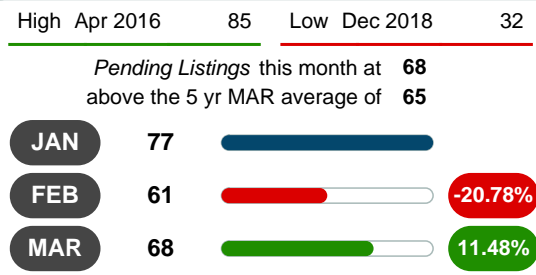 High Apr 2016 85 Low Dec 2018 32
Pending Listings this month at 68
above the 5 yr MAR average of 65
JAN 77
FEB 61 -20.78%
MAR 68 11.48%